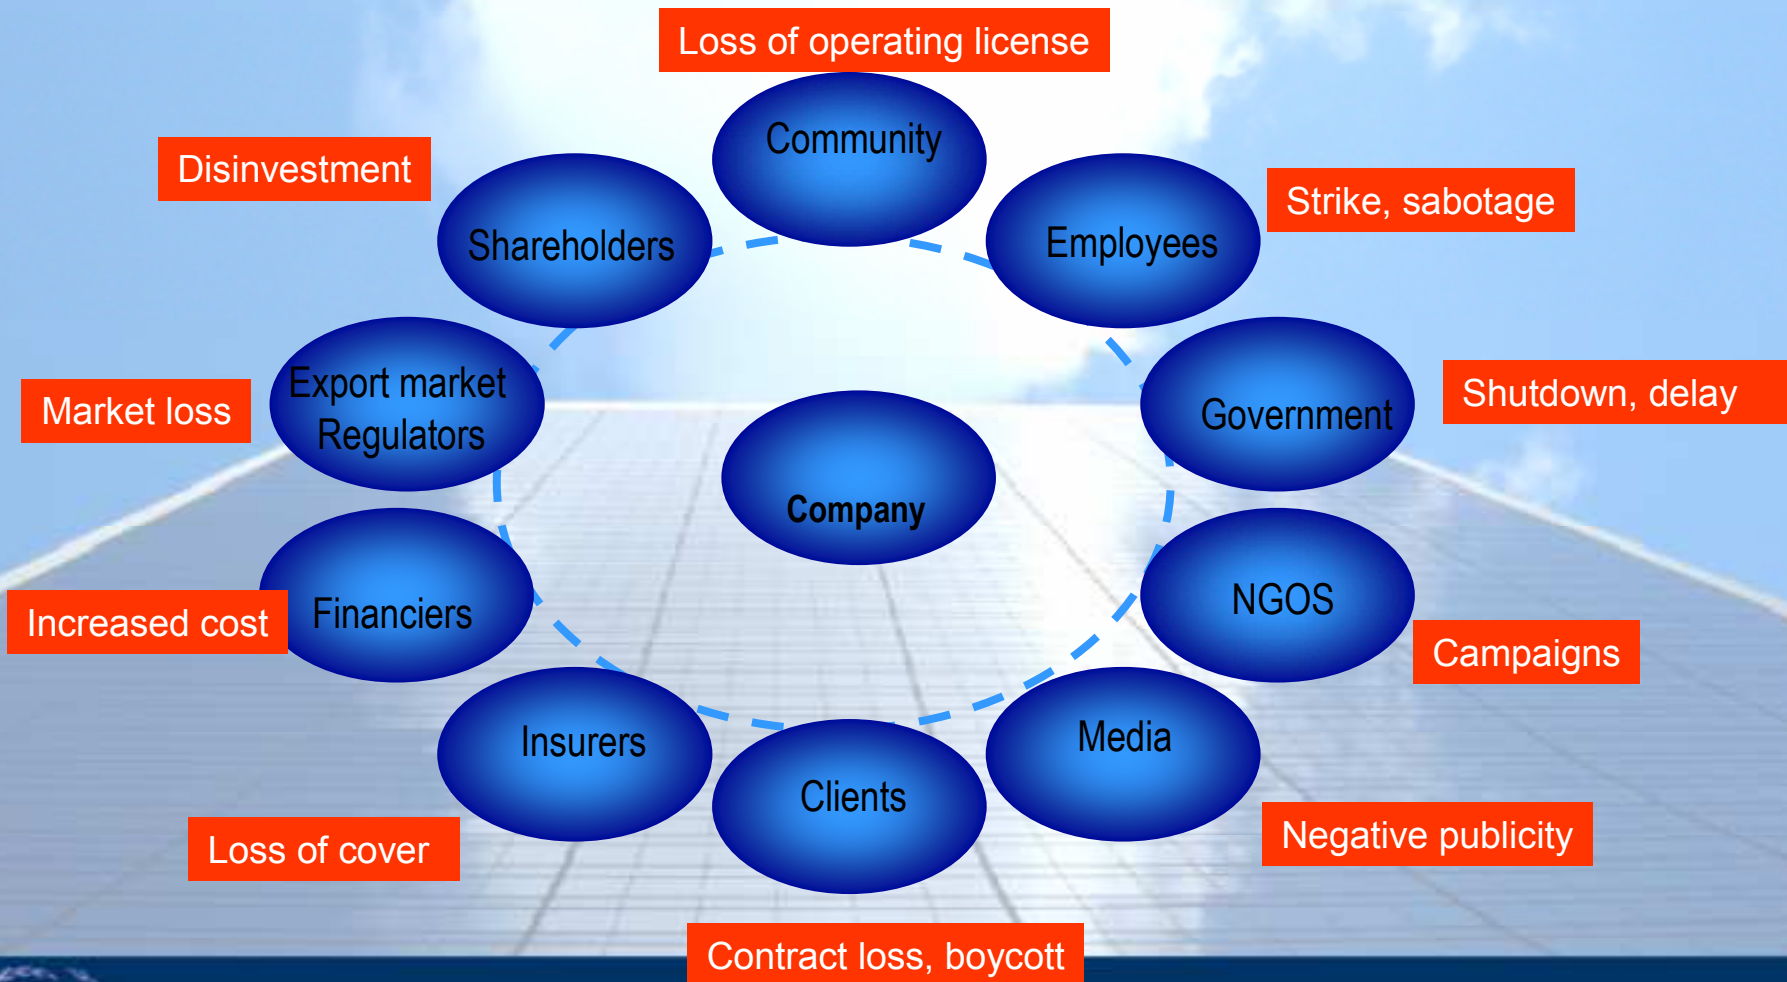 Loss of operating license
Community
Disinvestment
Shareholders
Employees
Strike, sabotage
Export market
Regulators
Market loss
Government
Shutdown, delay
Company
Financiers
Increased cost
NGOS
Campaigns
Insurers
Loss of cover
Clients
Media
Negative publicity
Contract loss, boycott